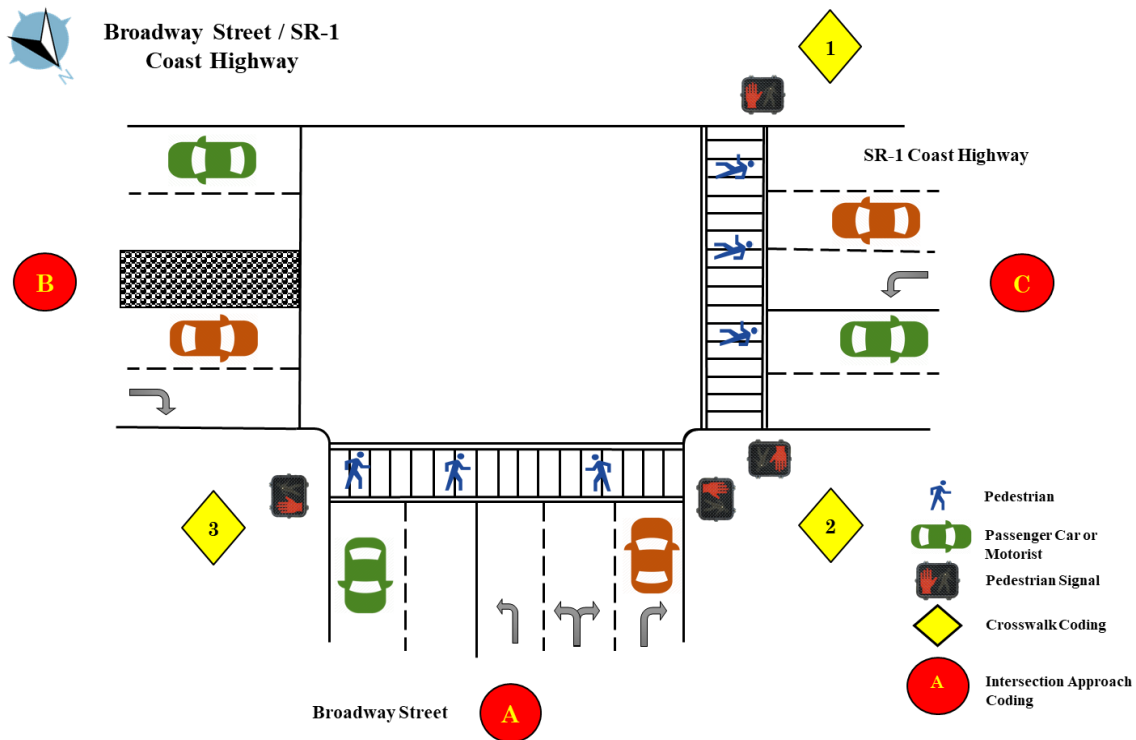 Broadway Street / SR-1
Coast Highway
N
1
SR-1 Coast Highway
B
C
3
2
Pedestrian
Passenger Car or
Motorist
Pedestrian Signal
Crosswalk Coding
A
Intersection Approach
Coding
Broadway Street
A